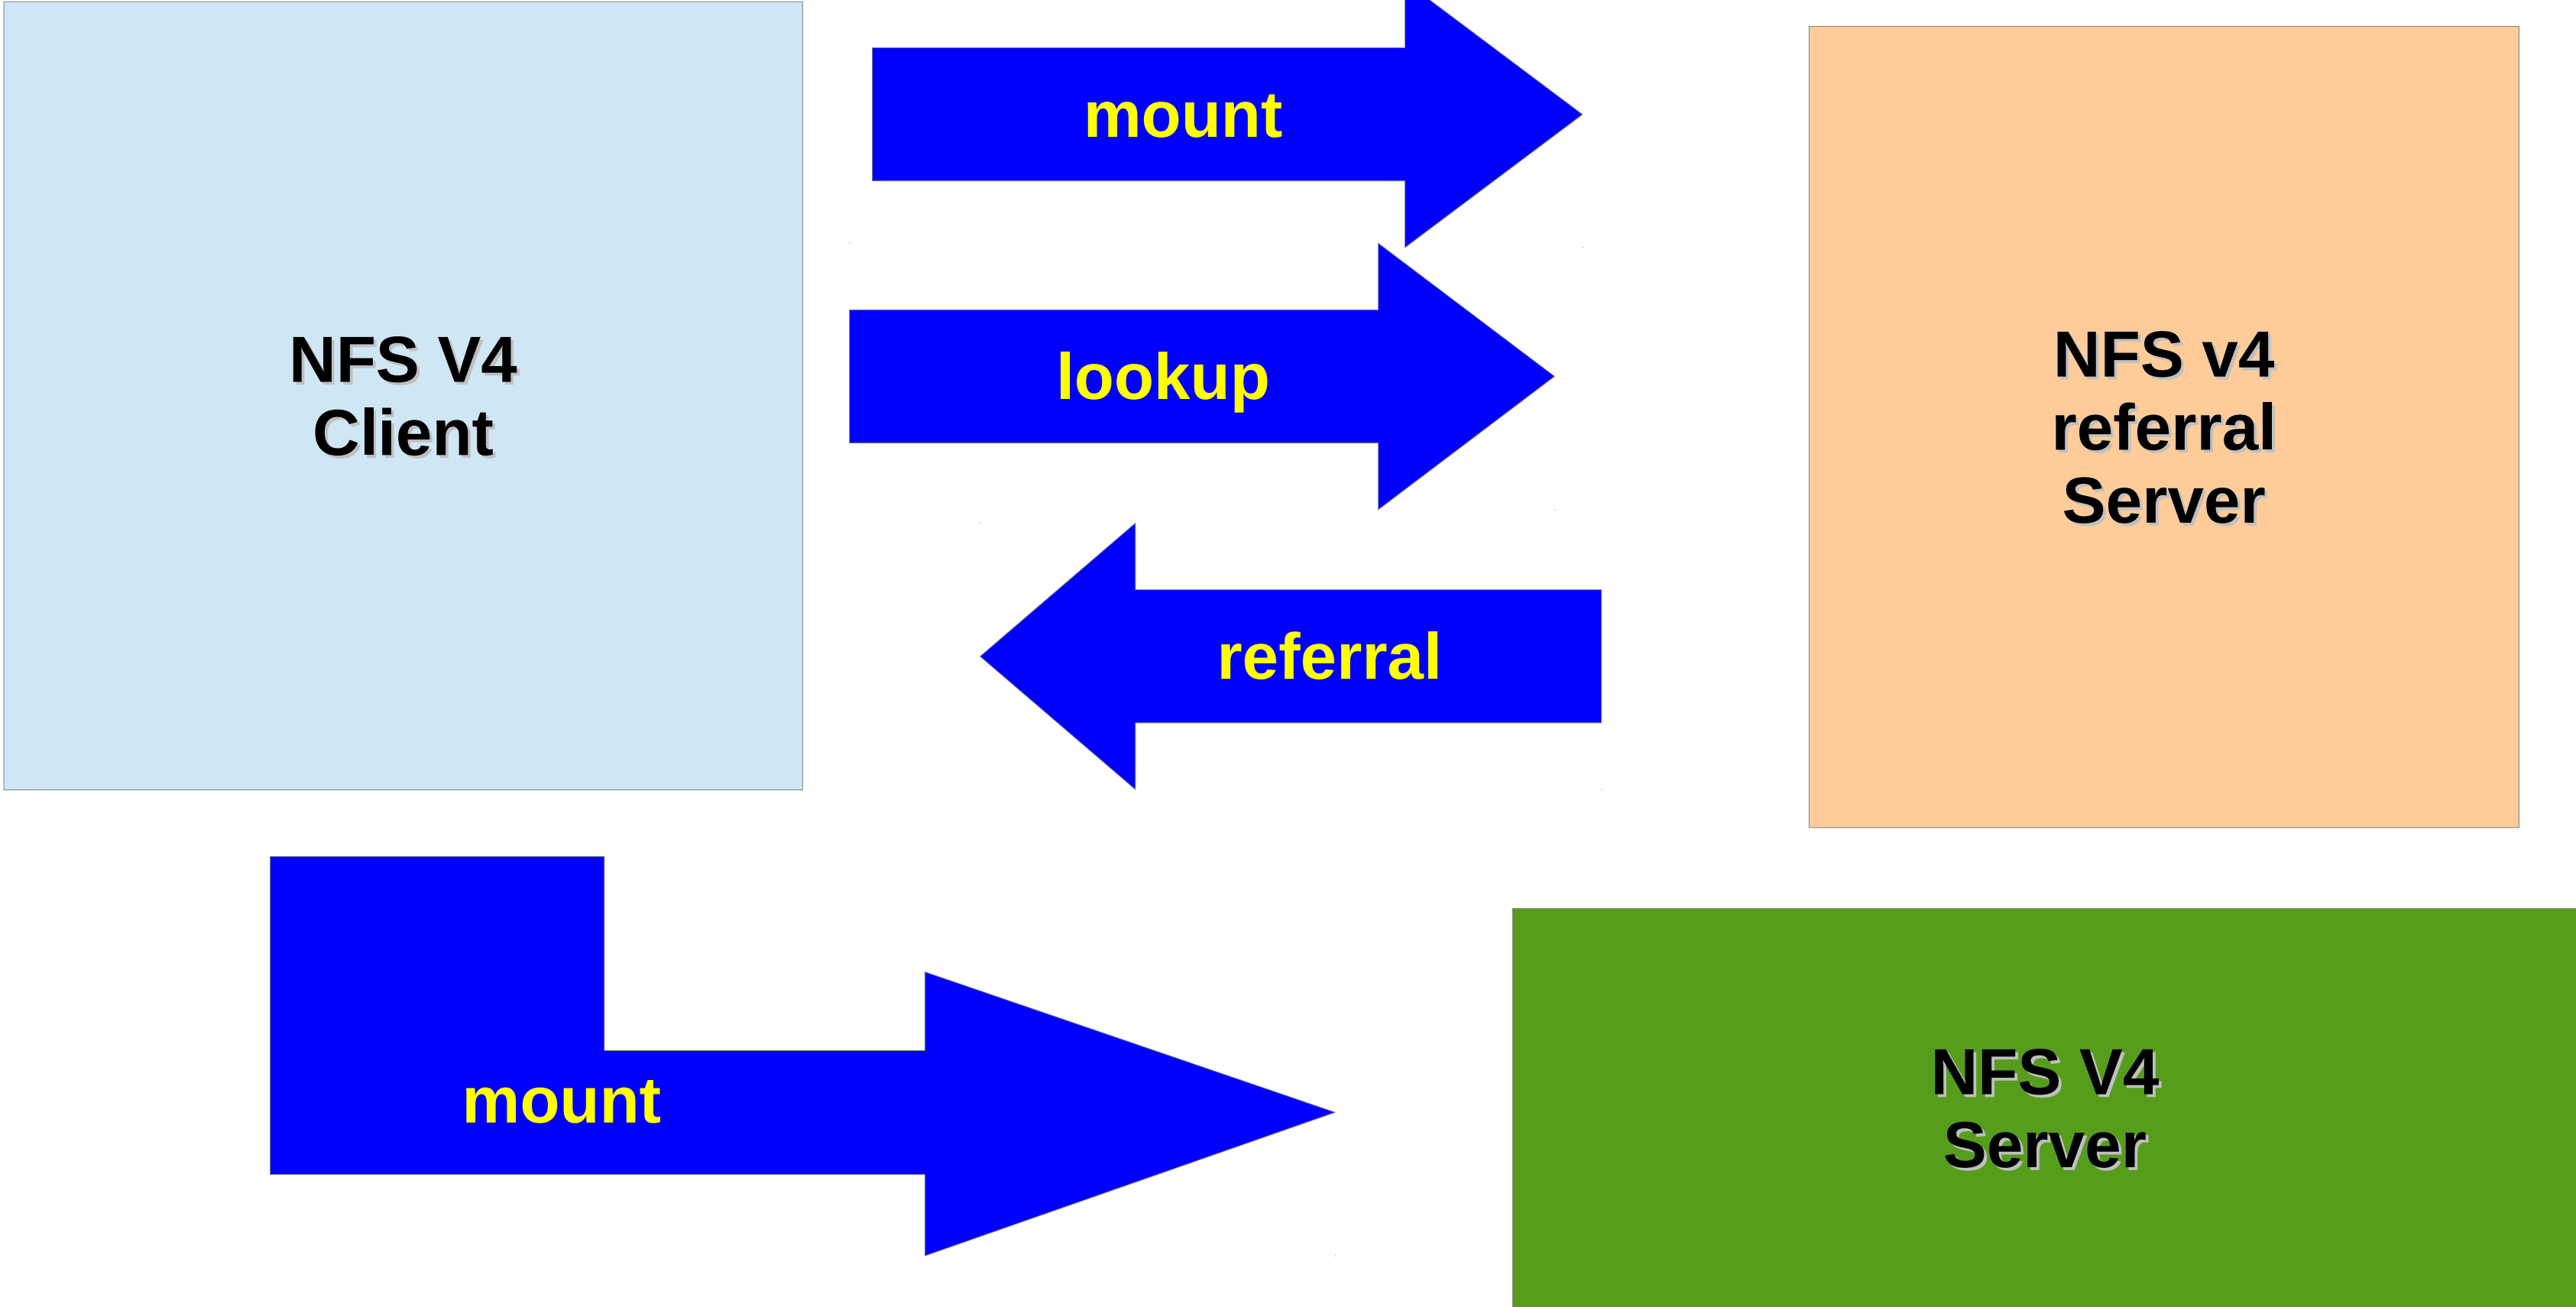 mount
NFS V4
Client
lookup
NFS v4
referral
Server
referral
mount
NFS V4
Server